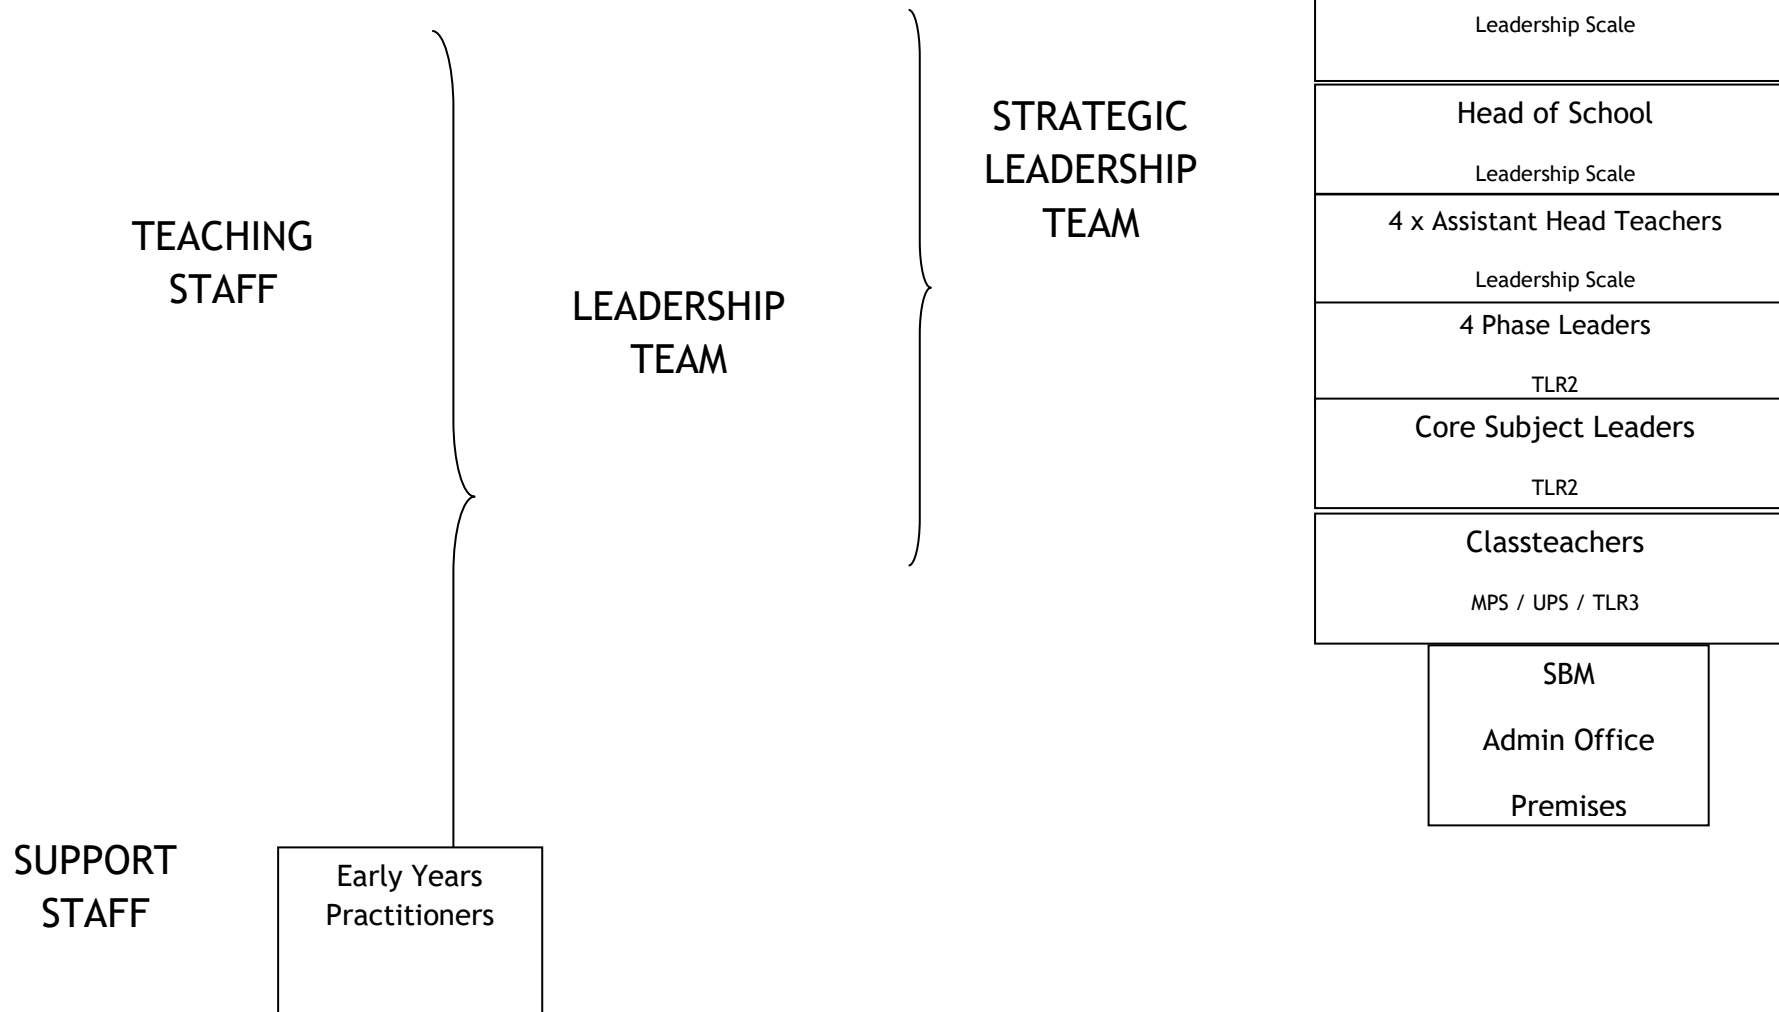 TEACHING
STAFF
LEADERSHIP
TEAM
STRATEGIC
LEADERSHIP
TEAM
Leadership Scale
Head of School
Leadership Scale
4 x Assistant Head Teachers
Leadership Scale
4 Phase Leaders
TLR2
Core Subject Leaders
TLR2
Classteachers
MPS / UPS / TLR3
SBM
Admin Office
Premises
SUPPORT
STAFF
Early Years
Practitioners